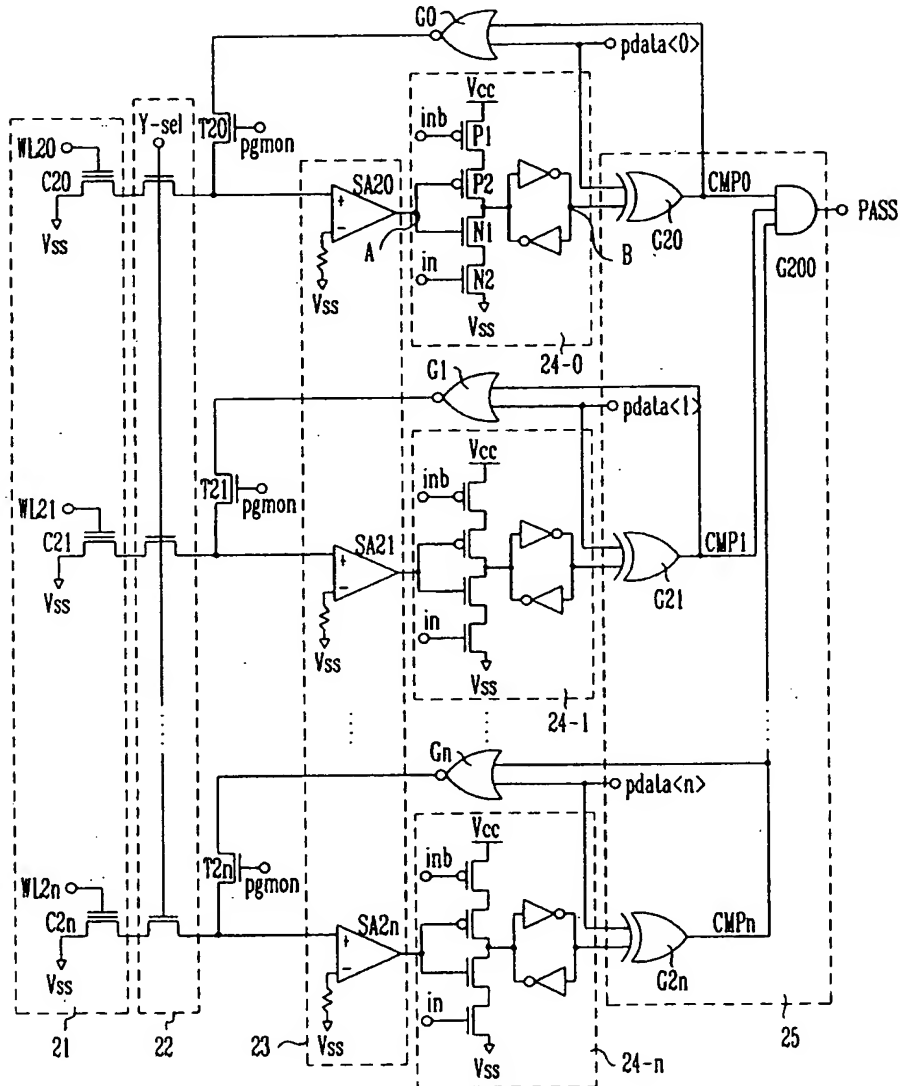 G0
pdata<0>
Vcc
Y-sel
inb
P1
T20
pgmon
WL20
C20
SA20
+
P2
CMP0
PASS
Vss
−
A
N1
B
G20
G200
in
N2
Vss
Vss
24-0
G1
pdata<1>
Vcc
inb
T21
pgmon
WL21
C21
SA21
+
CMP1
Vss
−
G21
in
Vss
Vss
24-1
Gn
pdata<n>
Vcc
inb
T2n
pgmon
WL2n
C2n
SA2n
+
CMPn
Vss
−
G2n
in
21
22
23
Vss
Vss
24-n
25